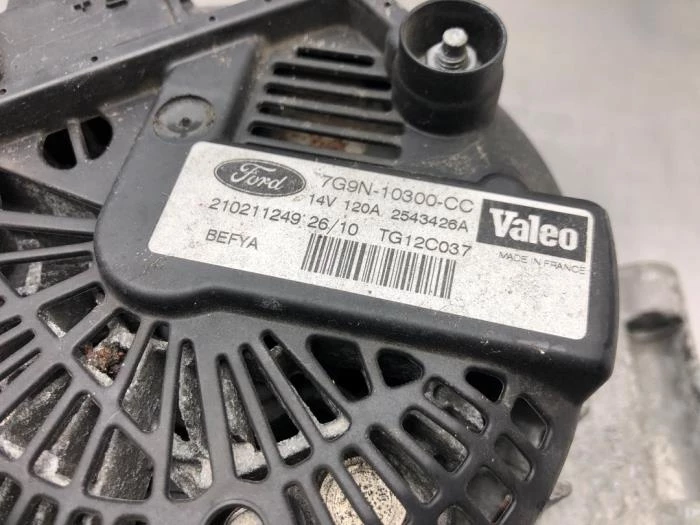 Ford 7G9N-10300-CC
14V 120A 2543426A
210211249 26/10 TG12C037
BEFYA
Valeo
MADE IN FRANCE